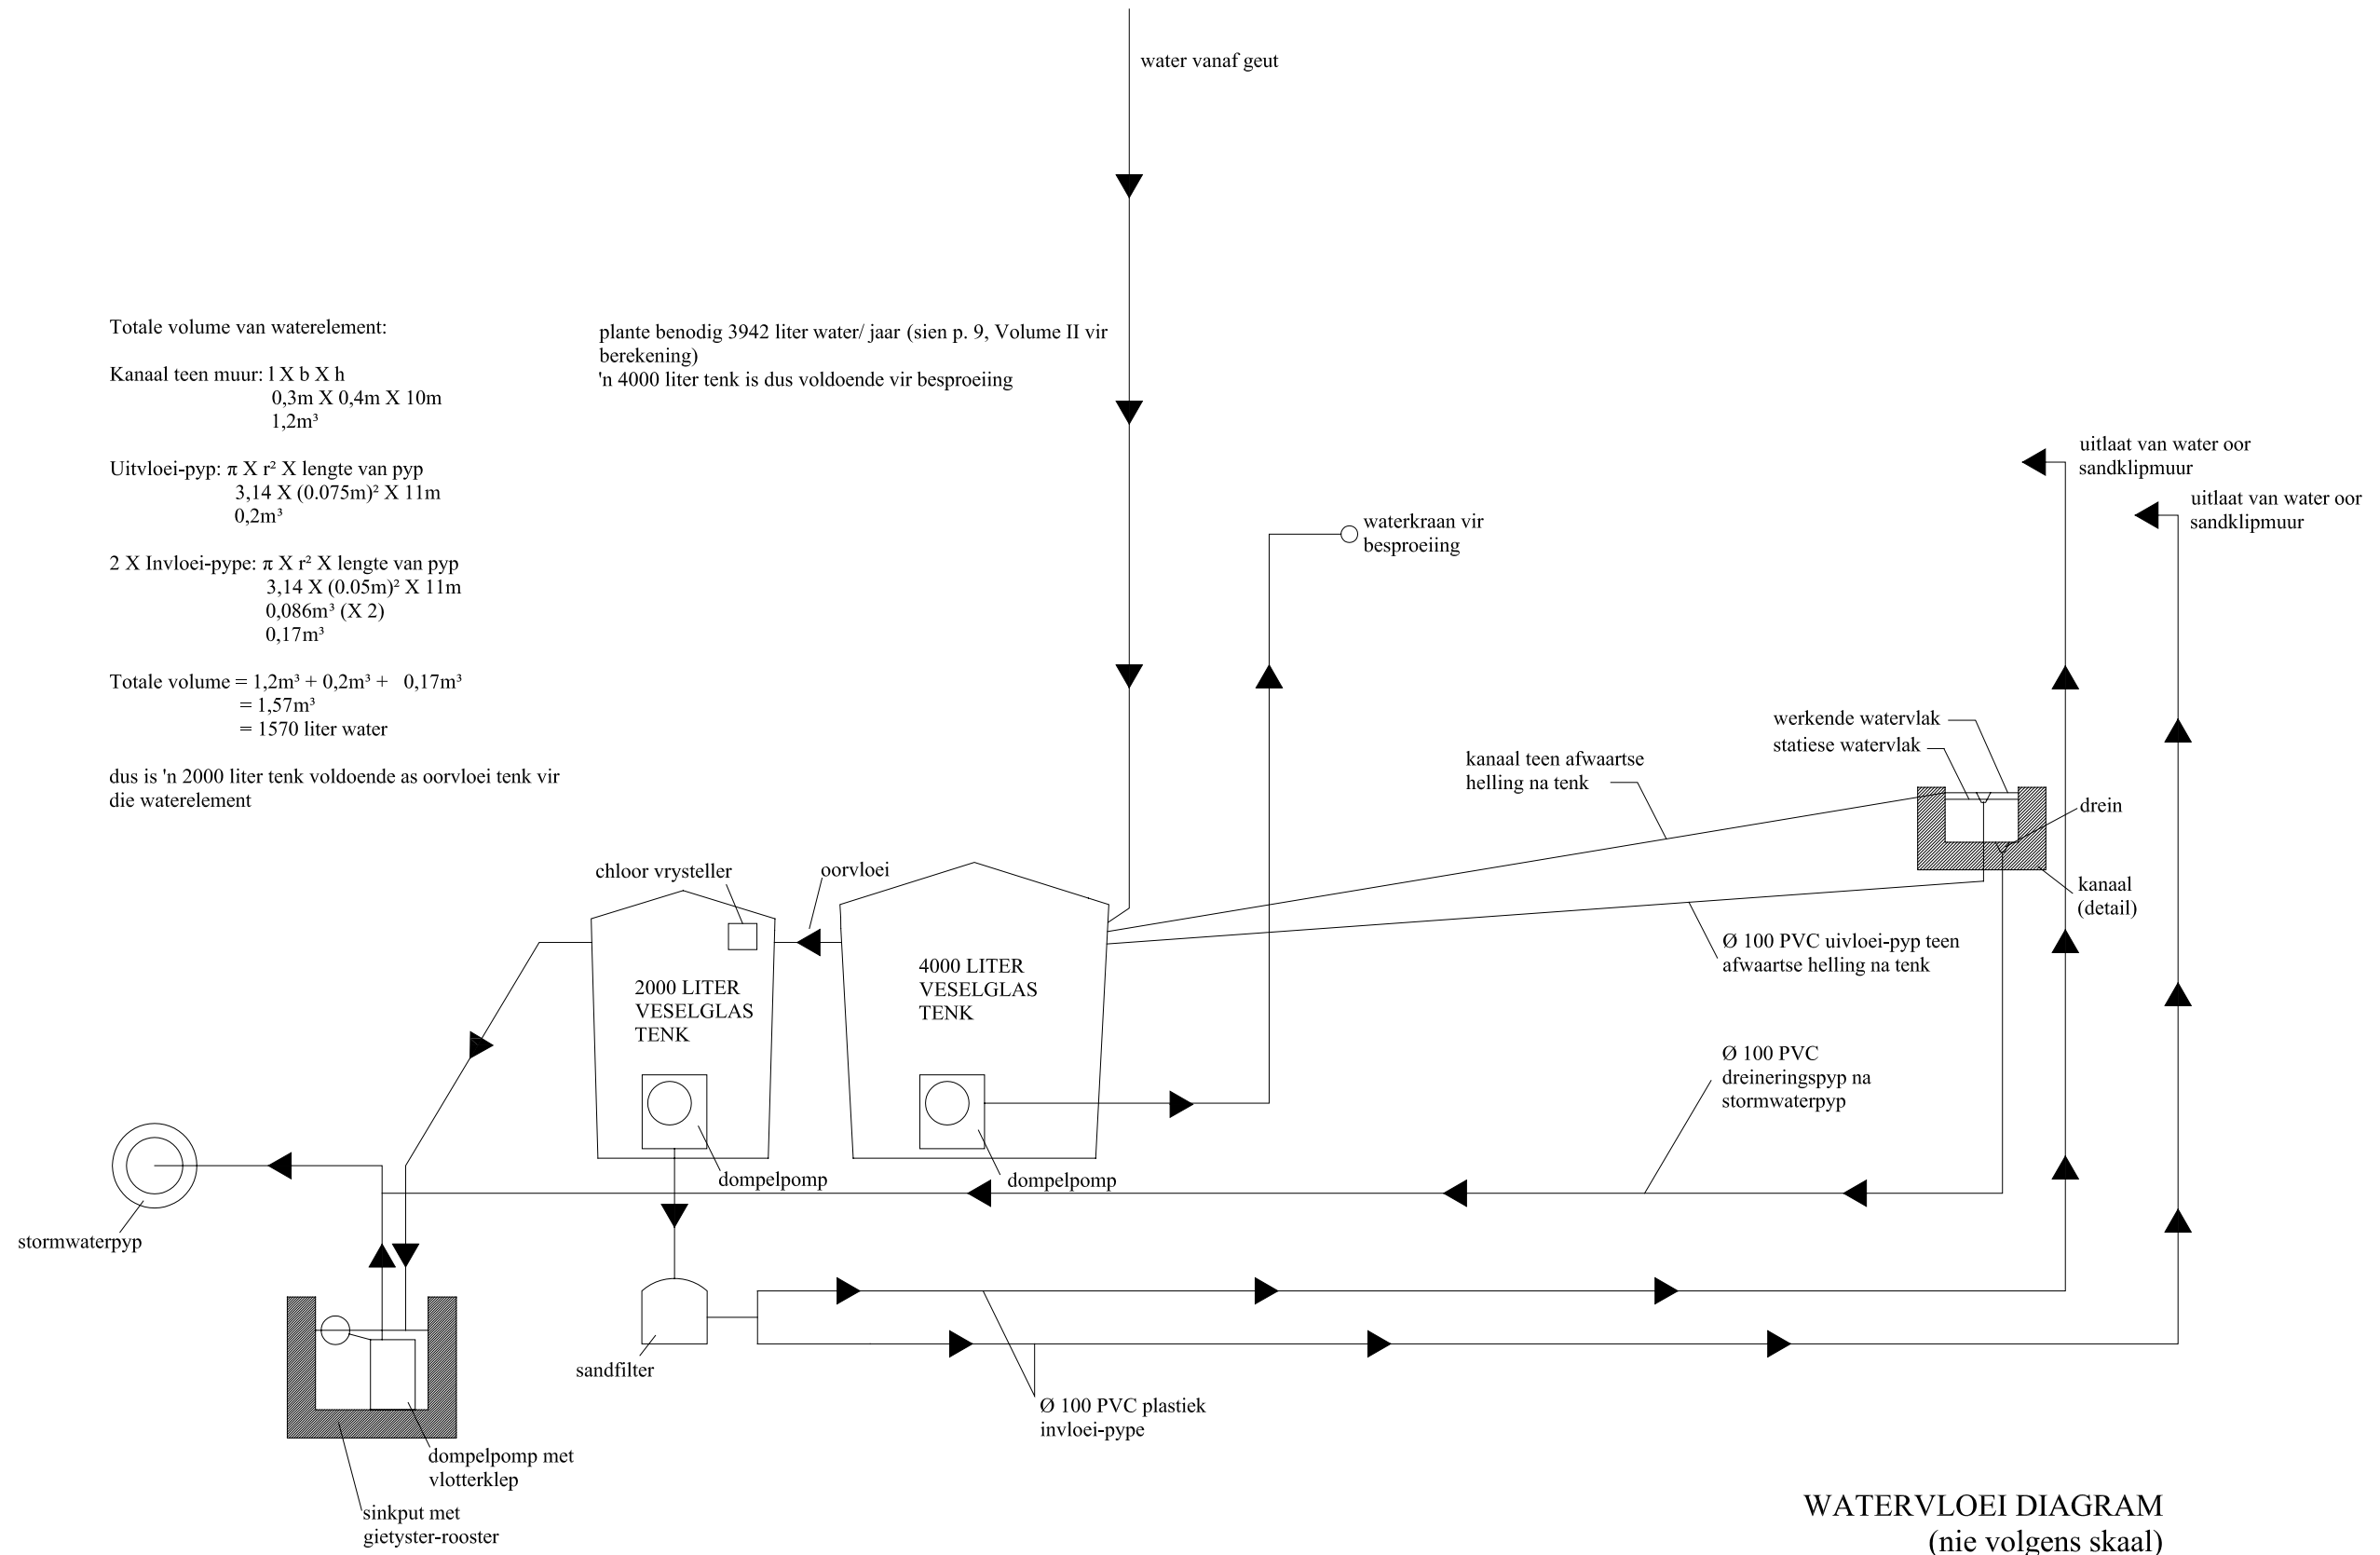 water vanaf geut
Totale volume van waterelement:
Kanaal teen muur: l X b X h
0,3m X 0,4m X 10m
1,2m³
Uitvloei-pyp: π X r² X lengte van pyp
3,14 X (0.075m)² X 11m
0,2m³
2 X Invloei-pype: π X r² X lengte van pyp
3,14 X (0.05m)² X 11m
0,086m³ (X 2)
0,17m³
Totale volume = 1,2m³ + 0,2m³ + 0,17m³
= 1,57m³
= 1570 liter water
dus is 'n 2000 liter tenk voldoende as oorvloei tenk vir
die waterelement
plante benodig 3942 liter water/ jaar (sien p. 9, Volume II vir
berekening)
'n 4000 liter tenk is dus voldoende vir besproeiing
uitlaat van water oor
sandklipmuur
uitlaat van water oor
sandklipmuur
waterkraan vir
besproeiing
werkende watervlak
statiese watervlak
kanaal teen afwaartse
helling na tenk
drein
kanaal
(detail)
chloor vrysteller
oorvloei
2000 LITER
VESELGLAS
TENK
4000 LITER
VESELGLAS
TENK
Ø 100 PVC uivloei-pyp teen
afwaartse helling na tenk
Ø 100 PVC
dreineringspyp na
stormwaterpyp
dompelpomp
dompelpomp
stormwaterpyp
sandfilter
Ø 100 PVC plastiek
invloei-pype
dompelpomp met
vlotterklep
sinkput met
gietyster-rooster
WATERVLOEI DIAGRAM
(nie volgens skaal)